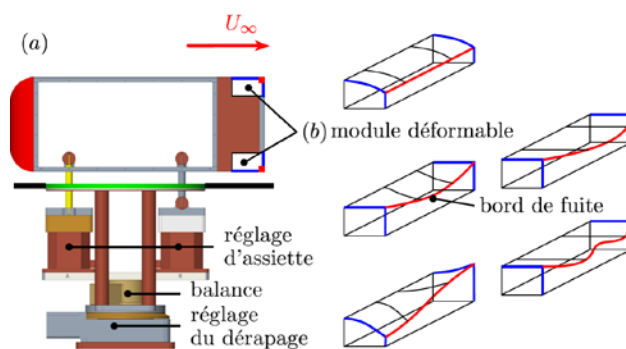 (a)
U∞
(b) module déformable
bord de fuite
réglage
d'assiette
balance
réglage
du dérapage